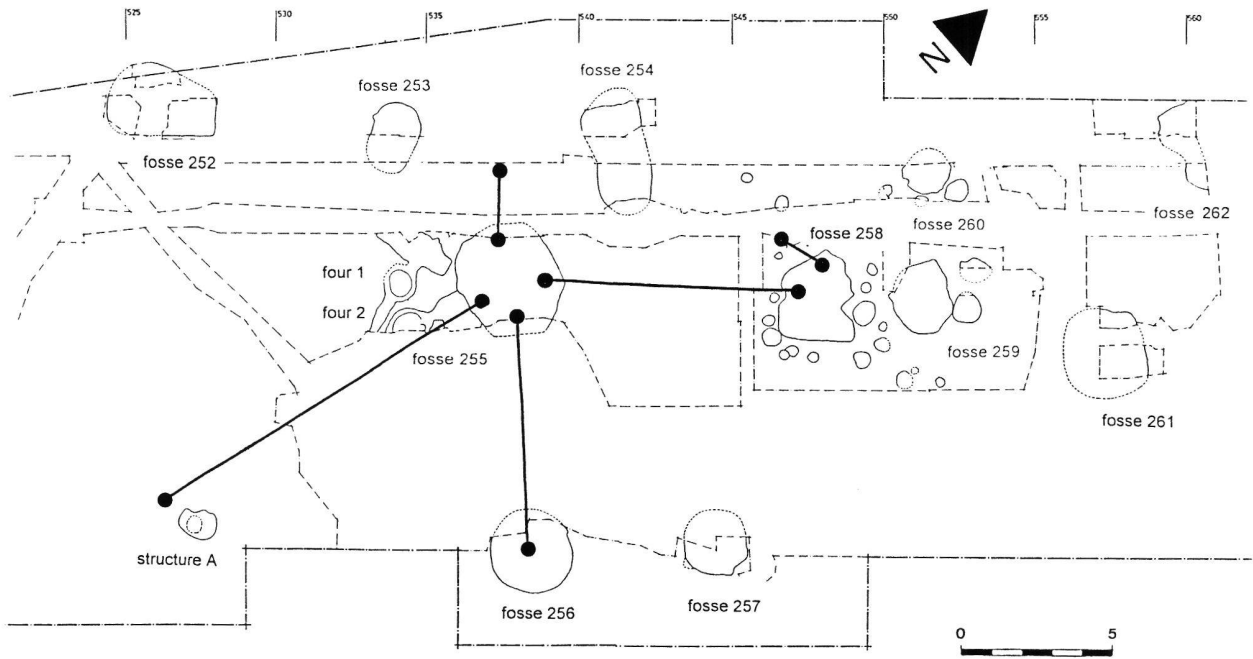 525 530 535 540 545 550 555 560
N
fosse 254
fosse 253
fosse 252
fosse 262
fosse 260
fosse 258
four 1
four 2
fosse 259
fosse 255
fosse 261
structure A
fosse 257
fosse 256
0 5